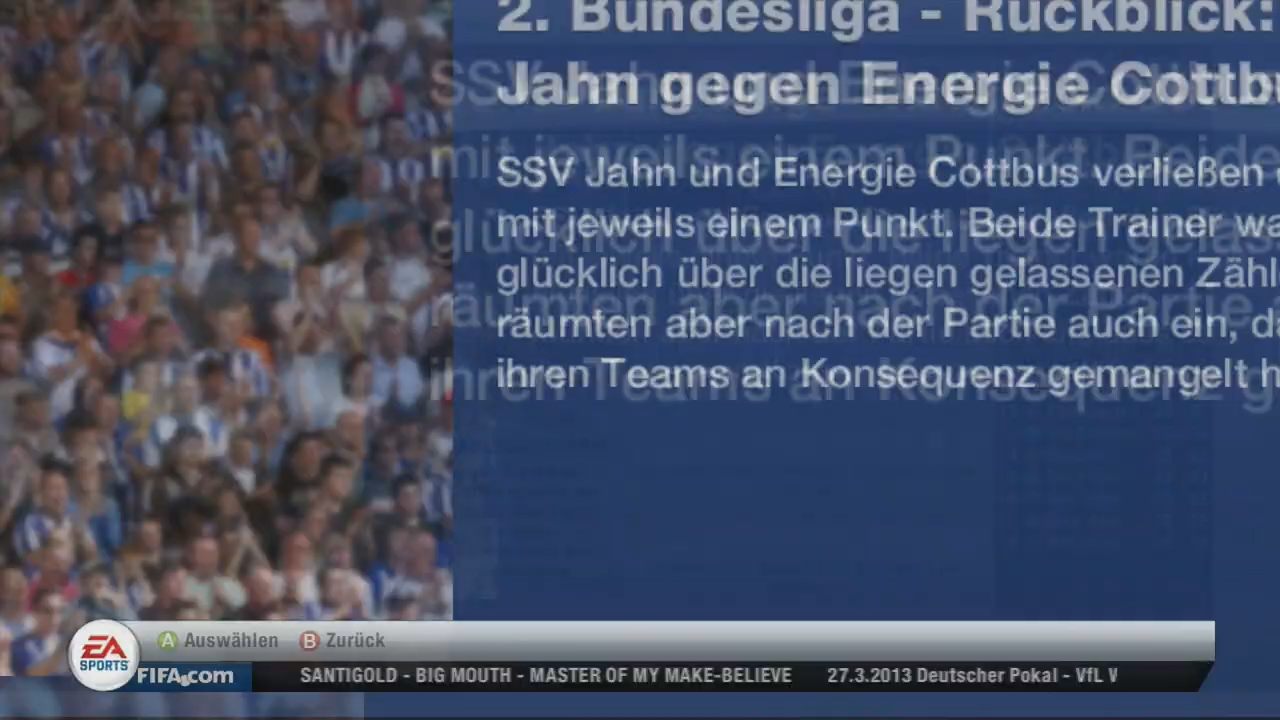 2. Bundesliga - Rückblick:
Jahn gegen Energie Cottb
SSV Jahn und Energie Cottbus verließen
mit jeweils einem Punkt. Beide Trainer wa
glücklich über die liegen gelassenen Zähl
räumten aber nach der Partie auch ein, d
ihren Teams an Konsequenz gemangelt h
A Auswählen B Zurück
EA SPORTS
FIFA.com SANTIGOLD - BIG MOUTH - MASTER OF MY MAKE-BELIEVE 27.3.2013 Deutscher Pokal - VfL V